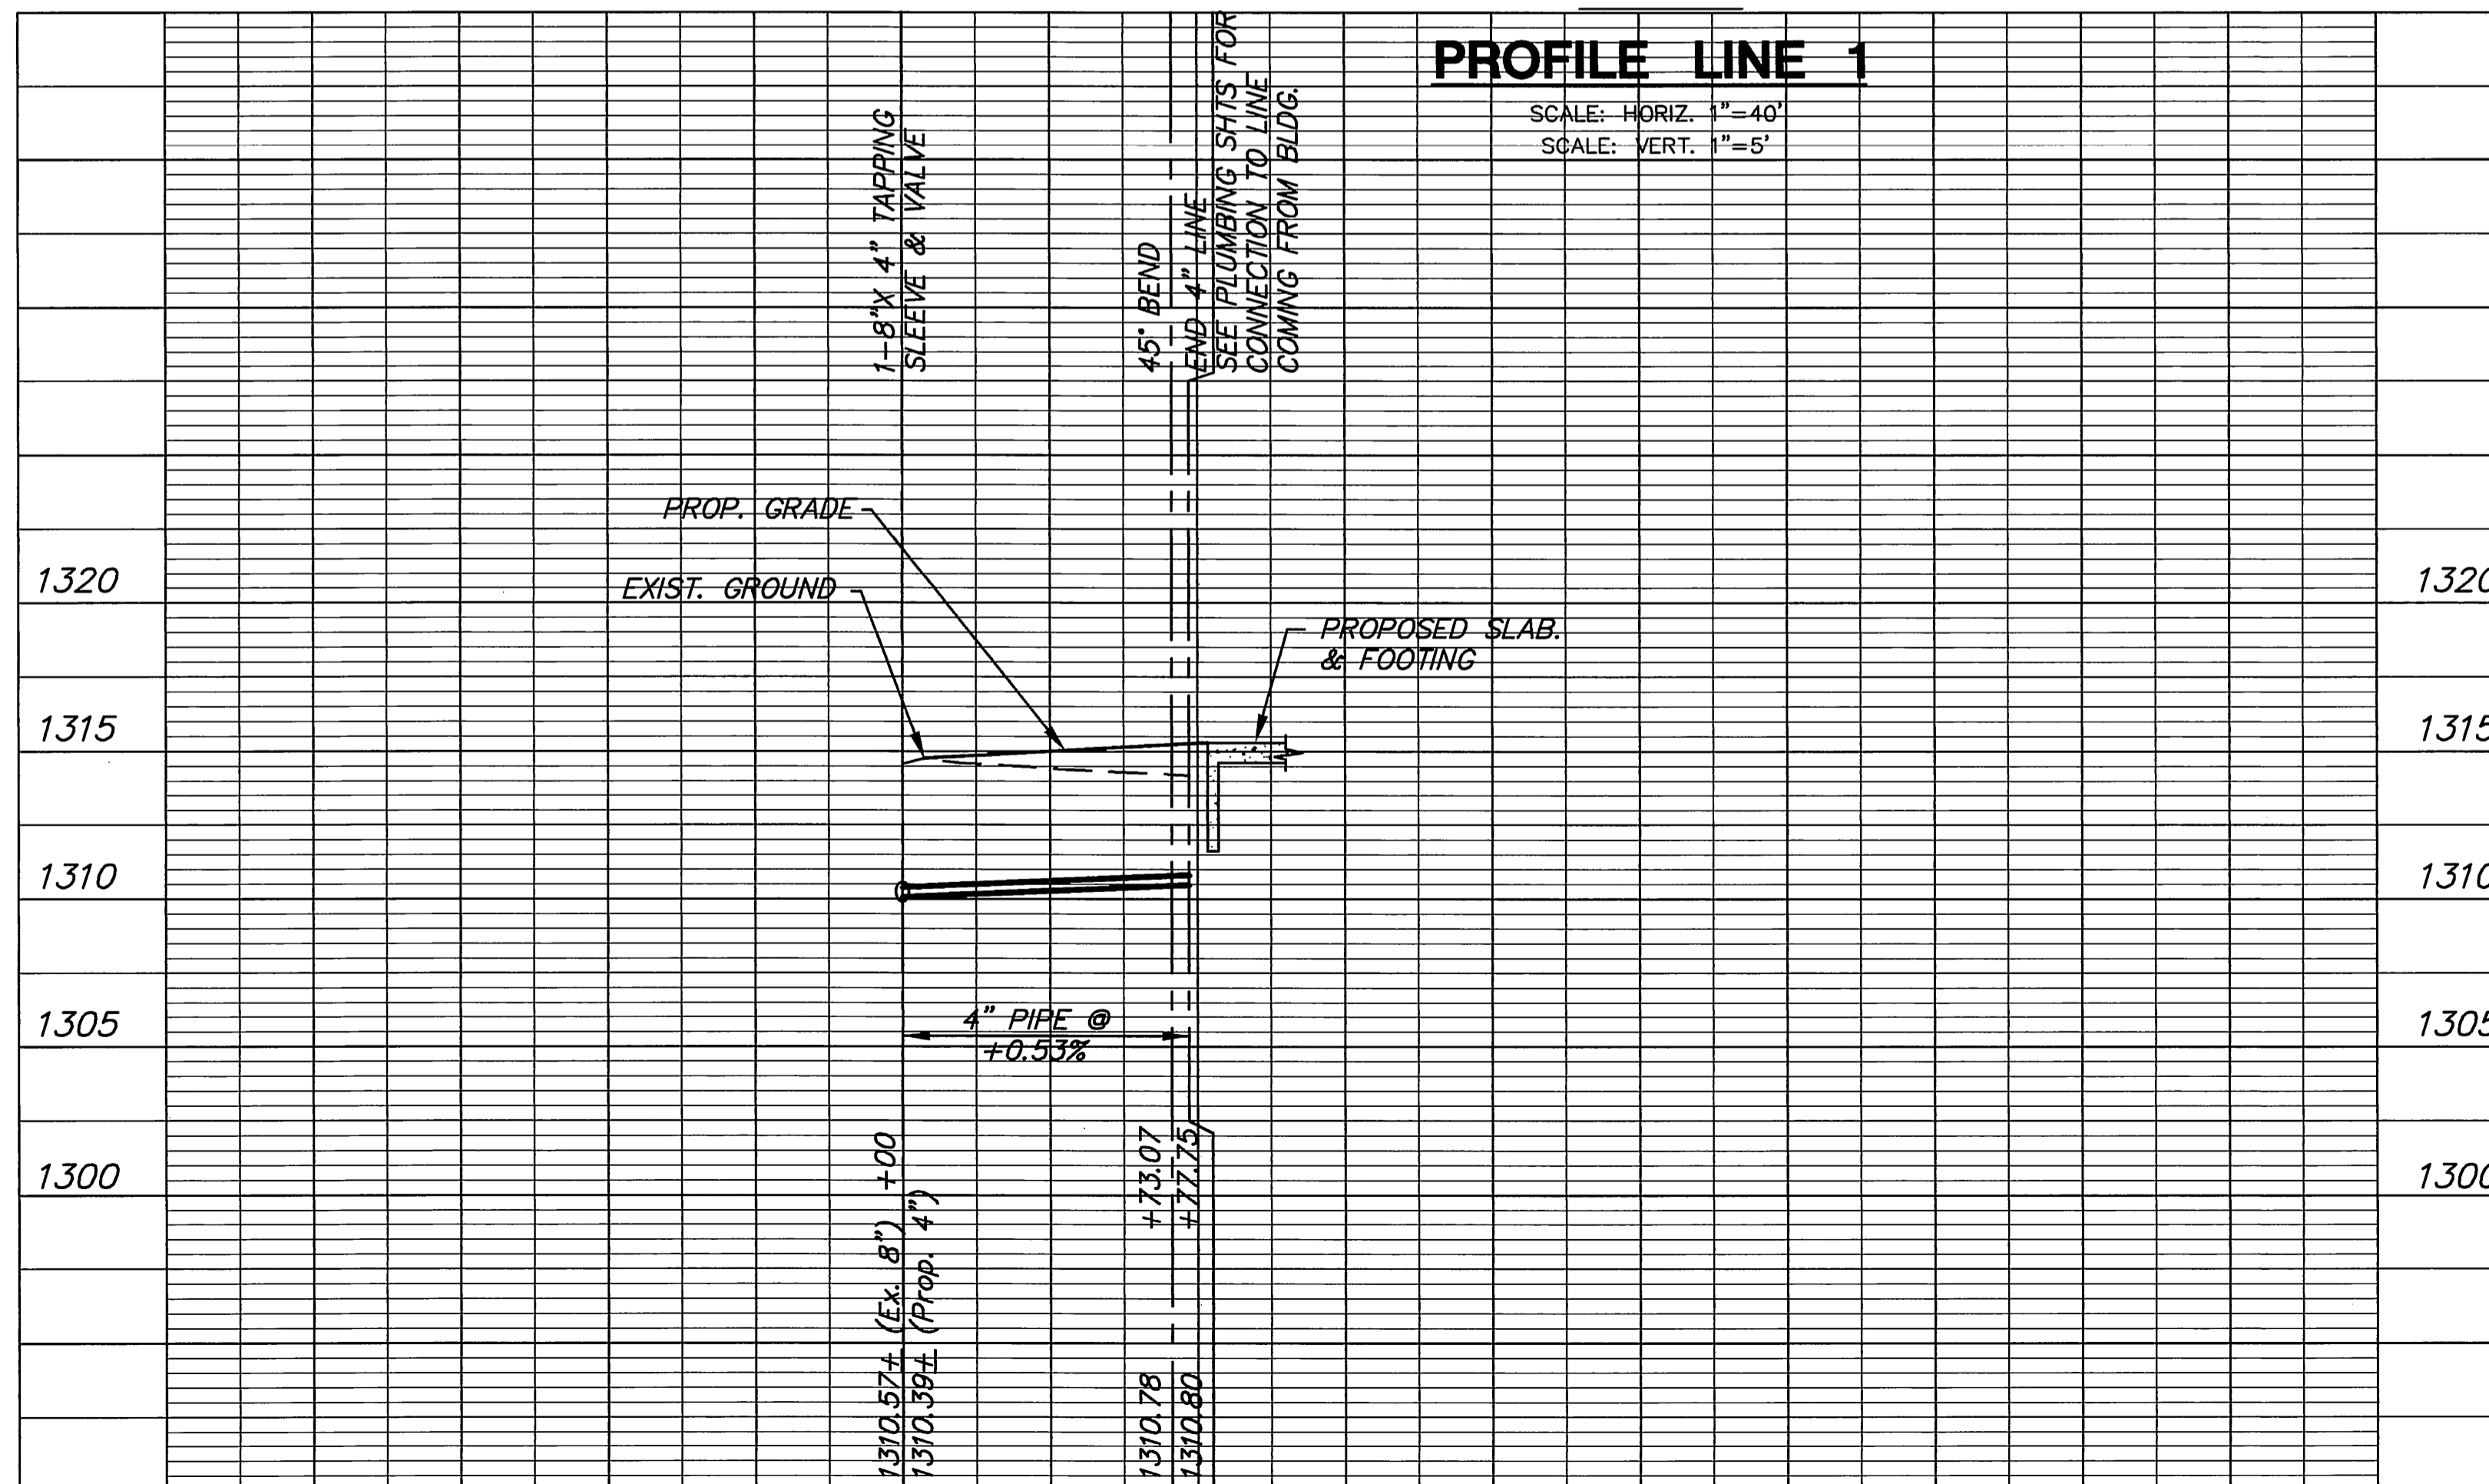 PROFILE LINE 1
SCALE: HORIZ. 1"=40'
SCALE: VERT. 1"=5'
1-8"X 4" TAPPING
SLEEVE & VALVE
45° BEND
END 4" LINE
SEE PLUMBING SHTS FOR
CONNECTION TO LINE
COMING FROM BLDG.
PROP. GRADE
EXIST. GROUND
PROPOSED SLAB.
& FOOTING
1320
1320
1315
1315
1310
1310
1305
1305
4" PIPE @
+0.53%
1300
1300
+00
+73.07
+77.75
1310.57± (Ex. 8")
1310.39± (Prop. 4")
1310.78
1310.80